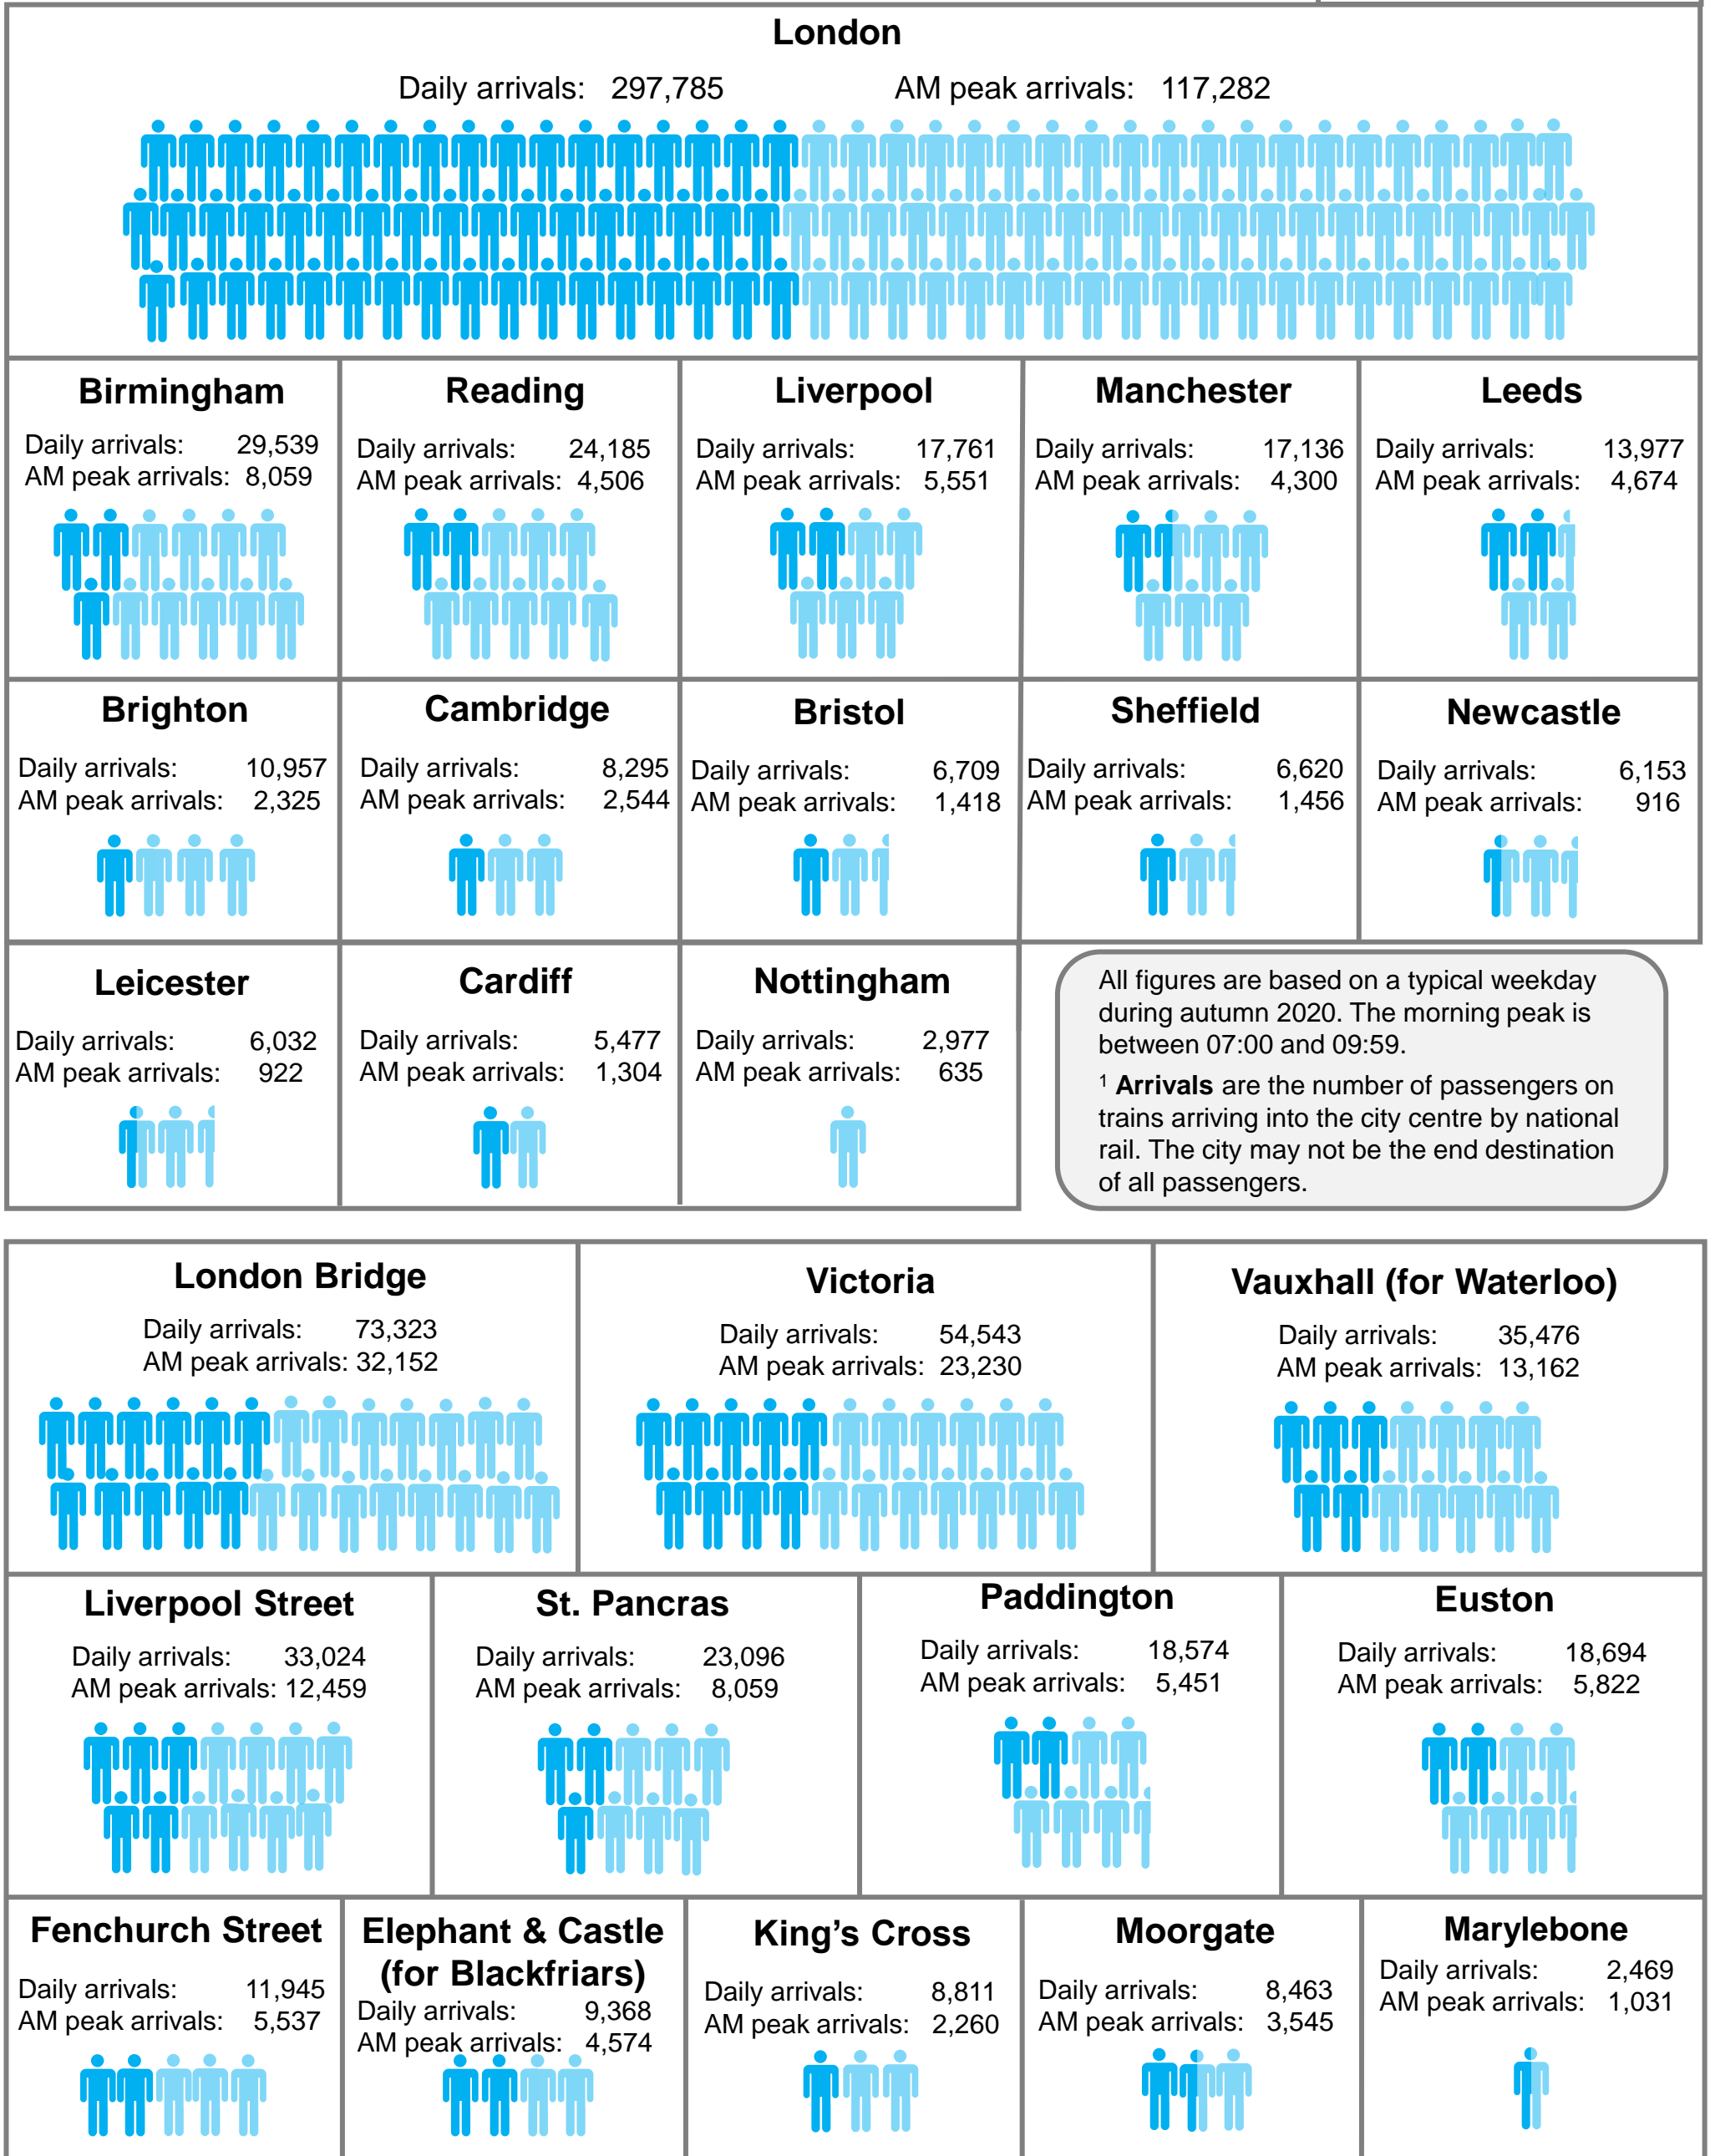 London
Daily arrivals: 297,785 AM peak arrivals: 117,282
Birmingham
Daily arrivals: 29,539
AM peak arrivals: 8,059
Reading
Daily arrivals: 24,185
AM peak arrivals: 4,506
Liverpool
Daily arrivals: 17,761
AM peak arrivals: 5,551
Manchester
Daily arrivals: 17,136
AM peak arrivals: 4,300
Leeds
Daily arrivals: 13,977
AM peak arrivals: 4,674
Brighton
Daily arrivals: 10,957
AM peak arrivals: 2,325
Cambridge
Daily arrivals: 8,295
AM peak arrivals: 2,544
Bristol
Daily arrivals: 6,709
AM peak arrivals: 1,418
Sheffield
Daily arrivals: 6,620
AM peak arrivals: 1,456
Newcastle
Daily arrivals: 6,153
AM peak arrivals: 916
Leicester
Daily arrivals: 6,032
AM peak arrivals: 922
Cardiff
Daily arrivals: 5,477
AM peak arrivals: 1,304
Nottingham
Daily arrivals: 2,977
AM peak arrivals: 635
All figures are based on a typical weekday
during autumn 2020. The morning peak is
between 07:00 and 09:59.
¹ Arrivals are the number of passengers on
trains arriving into the city centre by national
rail. The city may not be the end destination
of all passengers.
London Bridge
Daily arrivals: 73,323
AM peak arrivals: 32,152
Victoria
Daily arrivals: 54,543
AM peak arrivals: 23,230
Vauxhall (for Waterloo)
Daily arrivals: 35,476
AM peak arrivals: 13,162
Liverpool Street
Daily arrivals: 33,024
AM peak arrivals: 12,459
St. Pancras
Daily arrivals: 23,096
AM peak arrivals: 8,059
Paddington
Daily arrivals: 18,574
AM peak arrivals: 5,451
Euston
Daily arrivals: 18,694
AM peak arrivals: 5,822
Fenchurch Street
Daily arrivals: 11,945
AM peak arrivals: 5,537
Elephant & Castle
(for Blackfriars)
Daily arrivals: 9,368
AM peak arrivals: 4,574
King's Cross
Daily arrivals: 8,811
AM peak arrivals: 2,260
Moorgate
Daily arrivals: 8,463
AM peak arrivals: 3,545
Marylebone
Daily arrivals: 2,469
AM peak arrivals: 1,031